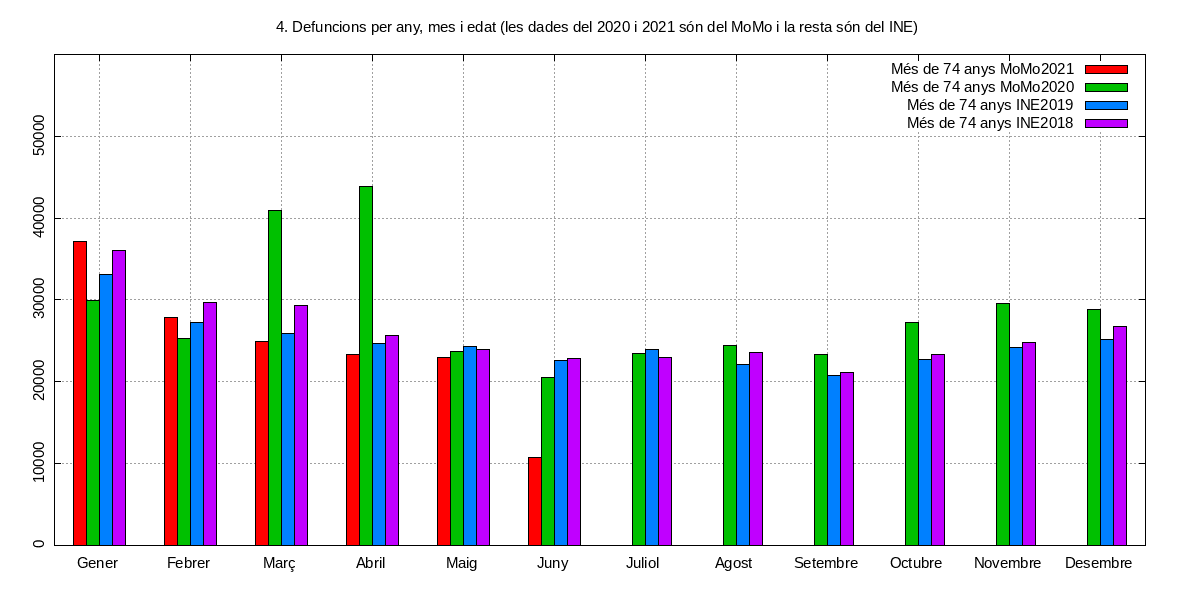 4. Defuncions per any, mes i edat (les dades del 2020 i 2021 són del MoMo i la resta són del INE)
Més de 74 anys MoMo2021
Més de 74 anys MoMo2020
Més de 74 anys INE2019
Més de 74 anys INE2018
50000
40000
30000
20000
10000
0
Gener Febrer Març Abril Maig Juny Juliol Agost Setembre Octubre Novembre Desembre